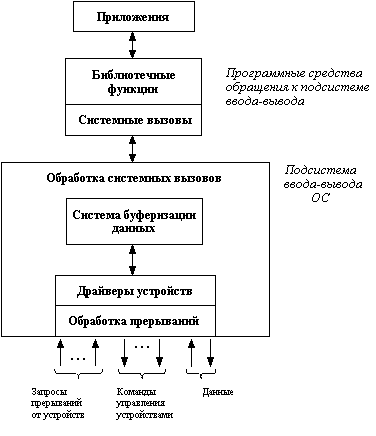 Приложения
Библиотечные
функции
Системные вызовы
Программные средства
обращения к подсистеме
ввода-вывода
Обработка системных вызовов
Подсистема
ввода-вывода
ОС
Система буферизации
данных
Драйверы устройств
Обработка прерываний
...
...
Запросы
прерываний
от устройств
Команды
управления
устройствами
Данные